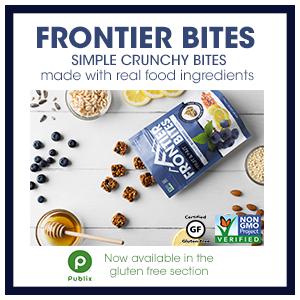 FRONTIER BITES
SIMPLE CRUNCHY BITES
made with real food ingredients
FRONTIER
BITES
Certified
GF
Gluten-Free
NON
GMO
Project
VERIFIED
Publix
Now available in the
gluten free section